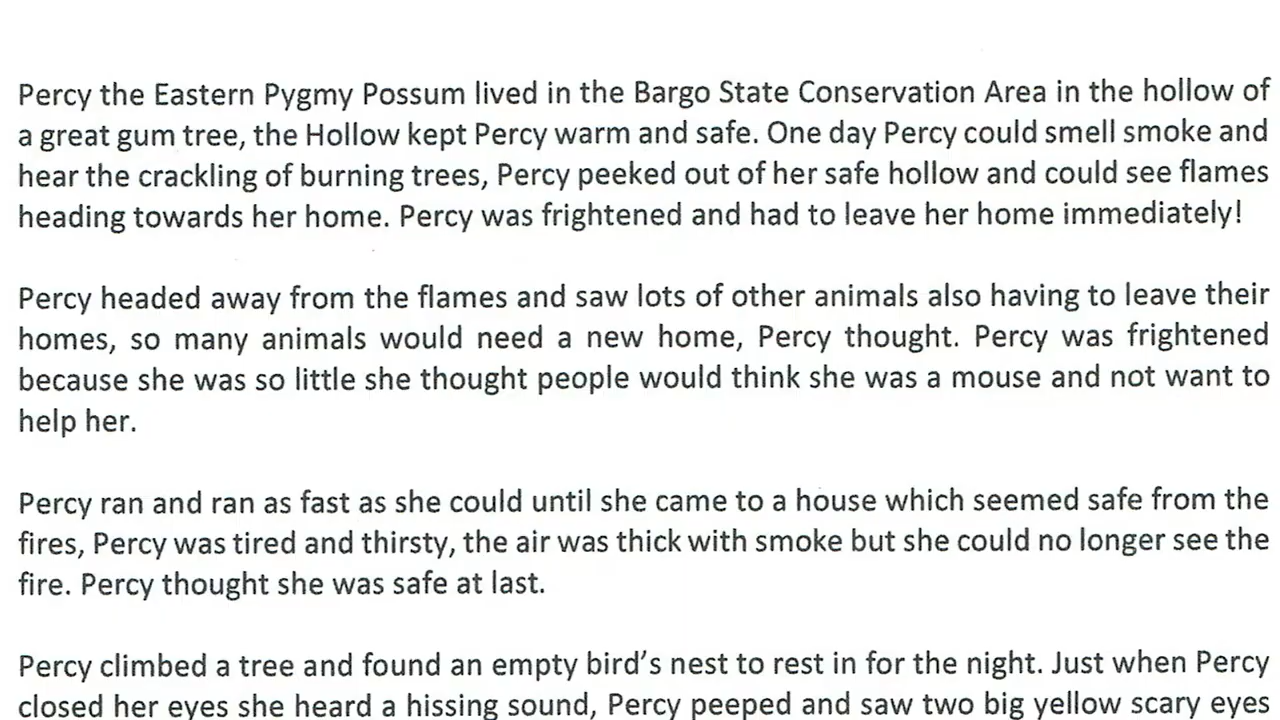 Percy the Eastern Pygmy Possum lived in the Bargo State Conservation Area in the hollow of
a great gum tree, the Hollow kept Percy warm and safe. One day Percy could smell smoke and
hear the crackling of burning trees, Percy peeked out of her safe hollow and could see flames
heading towards her home. Percy was frightened and had to leave her home immediately!
Percy headed away from the flames and saw lots of other animals also having to leave their
homes, so many animals would need a new home, Percy thought. Percy was frightened
because she was so little she thought people would think she was a mouse and not want to
help her.
Percy ran and ran as fast as she could until she came to a house which seemed safe from the
fires, Percy was tired and thirsty, the air was thick with smoke but she could no longer see the
fire. Percy thought she was safe at last.
Percy climbed a tree and found an empty bird’s nest to rest in for the night. Just when Percy
closed her eyes she heard a hissing sound, Percy peeped and saw two big yellow scary eyes